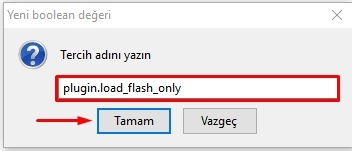 Yeni boolean değeri
Tercih adını yazın
plugin.load_flash_only
Tamam
Vazgeç